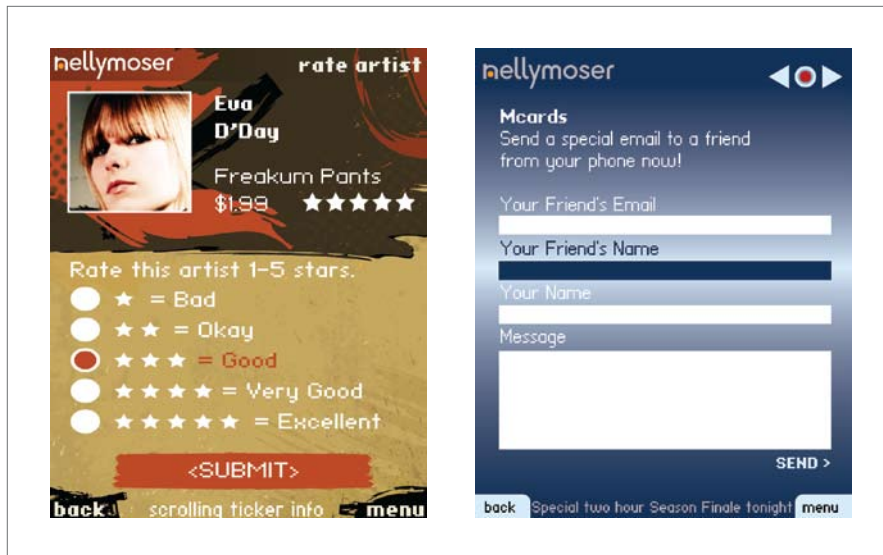 nellymoser
rate artist
Eva
D'Day
Freakum Pants
$1.99 ★★★★★
Rate this artist 1-5 stars.
★ = Bad
★ ★ = Okay
★ ★ ★ = Good
★ ★ ★ ★ = Very Good
★ ★ ★ ★ ★ = Excellent
<SUBMIT>
back
scrolling ticker info
menu
nellymoser
Mcards
Send a special email to a friend
from your phone now!
Your Friend's Email
Your Friend's Name
Your Name
Message
SEND >
back
Special two hour Season Finale tonight
menu